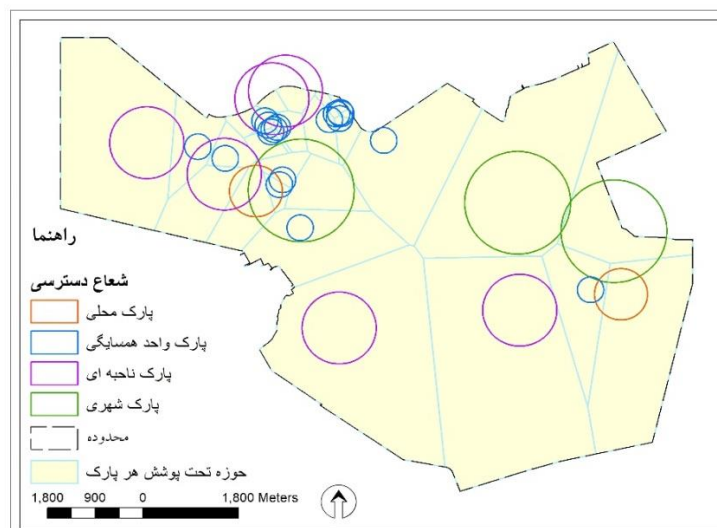 راهنما
شعاع دسترسی
پارک محلی
پارک واحد همسایگی
پارک ناحیه ای
پارک شهری
محدوده
حوزه تحت پوشش هر پارک
1,800 900 0 1,800 Meters